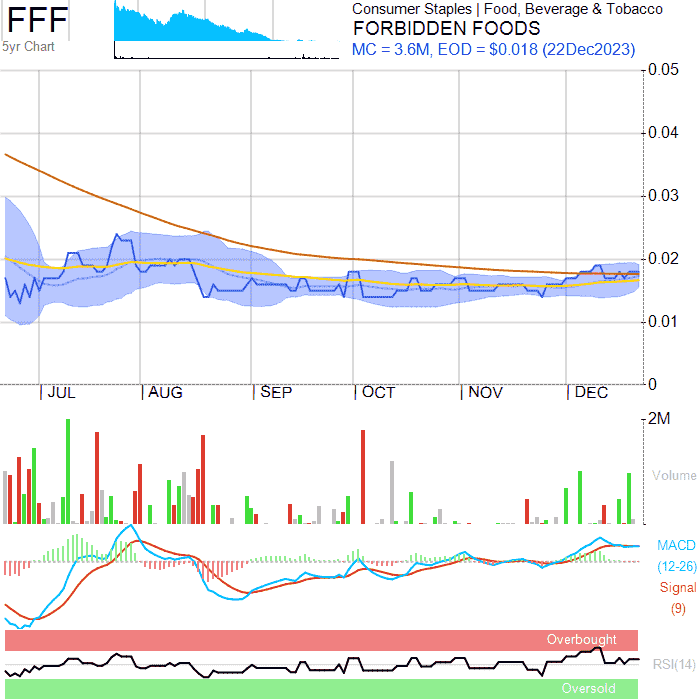 FFF
5yr Chart
Consumer Staples | Food, Beverage & Tobacco
FORBIDDEN FOODS
MC = 3.6M, EOD = $0.018 (22Dec2023)
0.05
0.04
0.03
0.02
0.01
0
JUL AUG SEP OCT NOV DEC
2M
Volume
MACD
(12-26)
Signal
(9)
Overbought
RSI(14)
Oversold